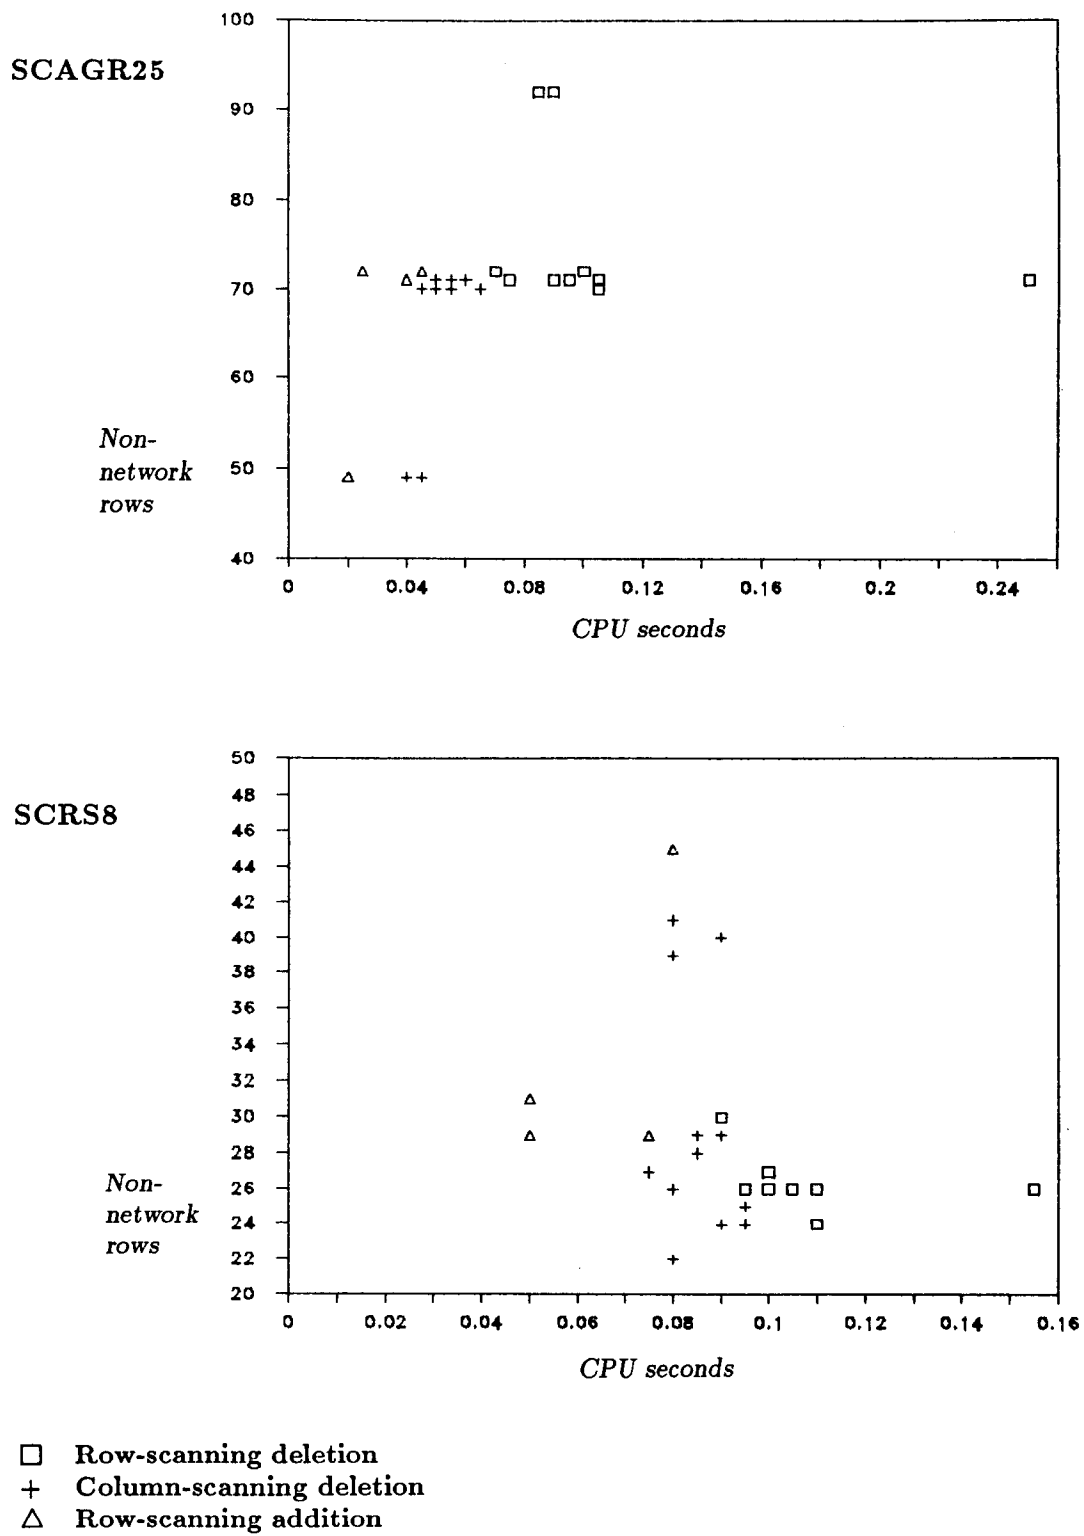 SCAGR25
100
90
80
70
60
50
40
Non-
network
rows
0 0.04 0.08 0.12 0.16 0.2 0.24
CPU seconds
SCRS8
50
48
46
44
42
40
38
36
34
32
30
28
26
24
22
20
Non-
network
rows
0 0.02 0.04 0.06 0.08 0.1 0.12 0.14 0.16
CPU seconds
Row-scanning deletion
Column-scanning deletion
Row-scanning addition